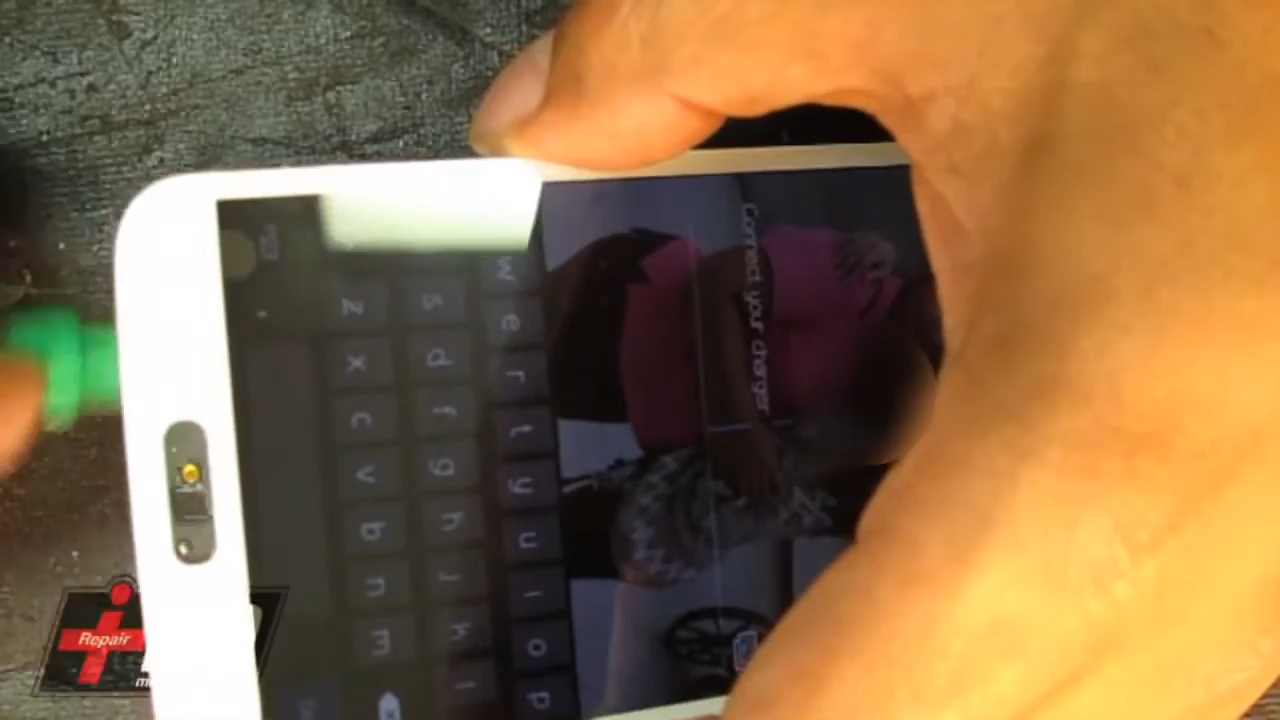 Connect your charger
w e r t y u i o p
s d f g h j k l
z x c v b n m
Repair